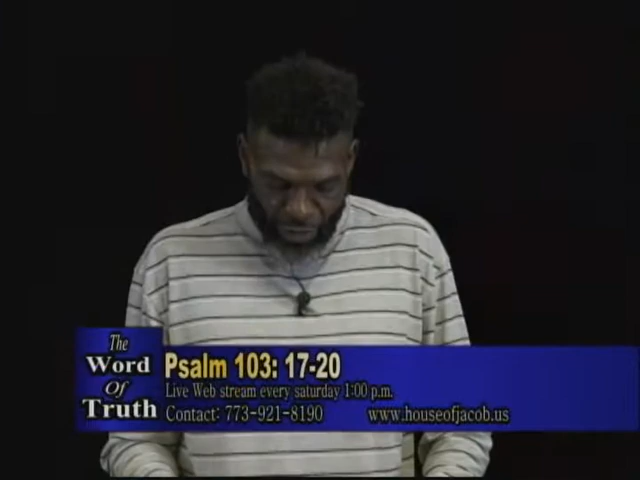 The
Word
Of
Truth
Psalm 103: 17-20
Live Web stream every saturday 1:00 p.m.
Contact: 773-921-8190 www.houseofjacob.us